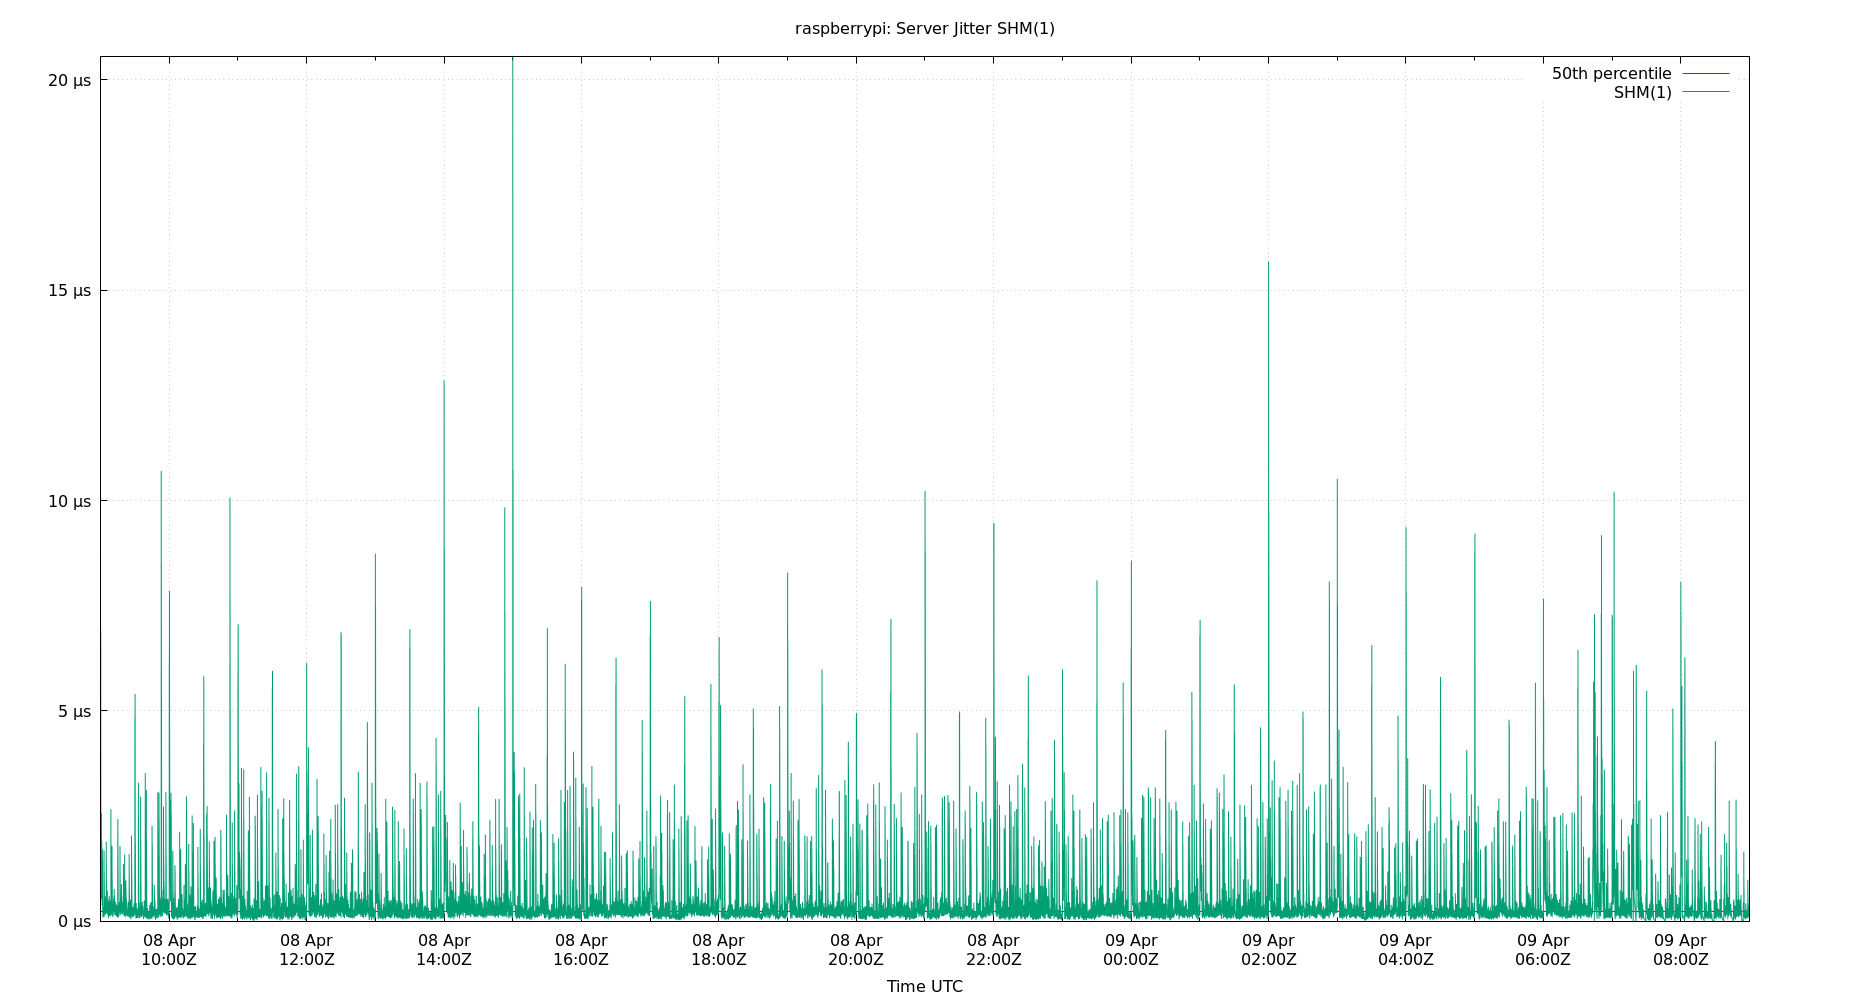 raspberrypi: Server Jitter SHM(1)
50th percentile
SHM(1)
20 µs
15 µs
10 µs
5 µs
0 µs
08 Apr 08 Apr 08 Apr 08 Apr 08 Apr 08 Apr 08 Apr 09 Apr 09 Apr 09 Apr 09 Apr 09 Apr
10:00Z 12:00Z 14:00Z 16:00Z 18:00Z 20:00Z 22:00Z 00:00Z 02:00Z 04:00Z 06:00Z 08:00Z
Time UTC